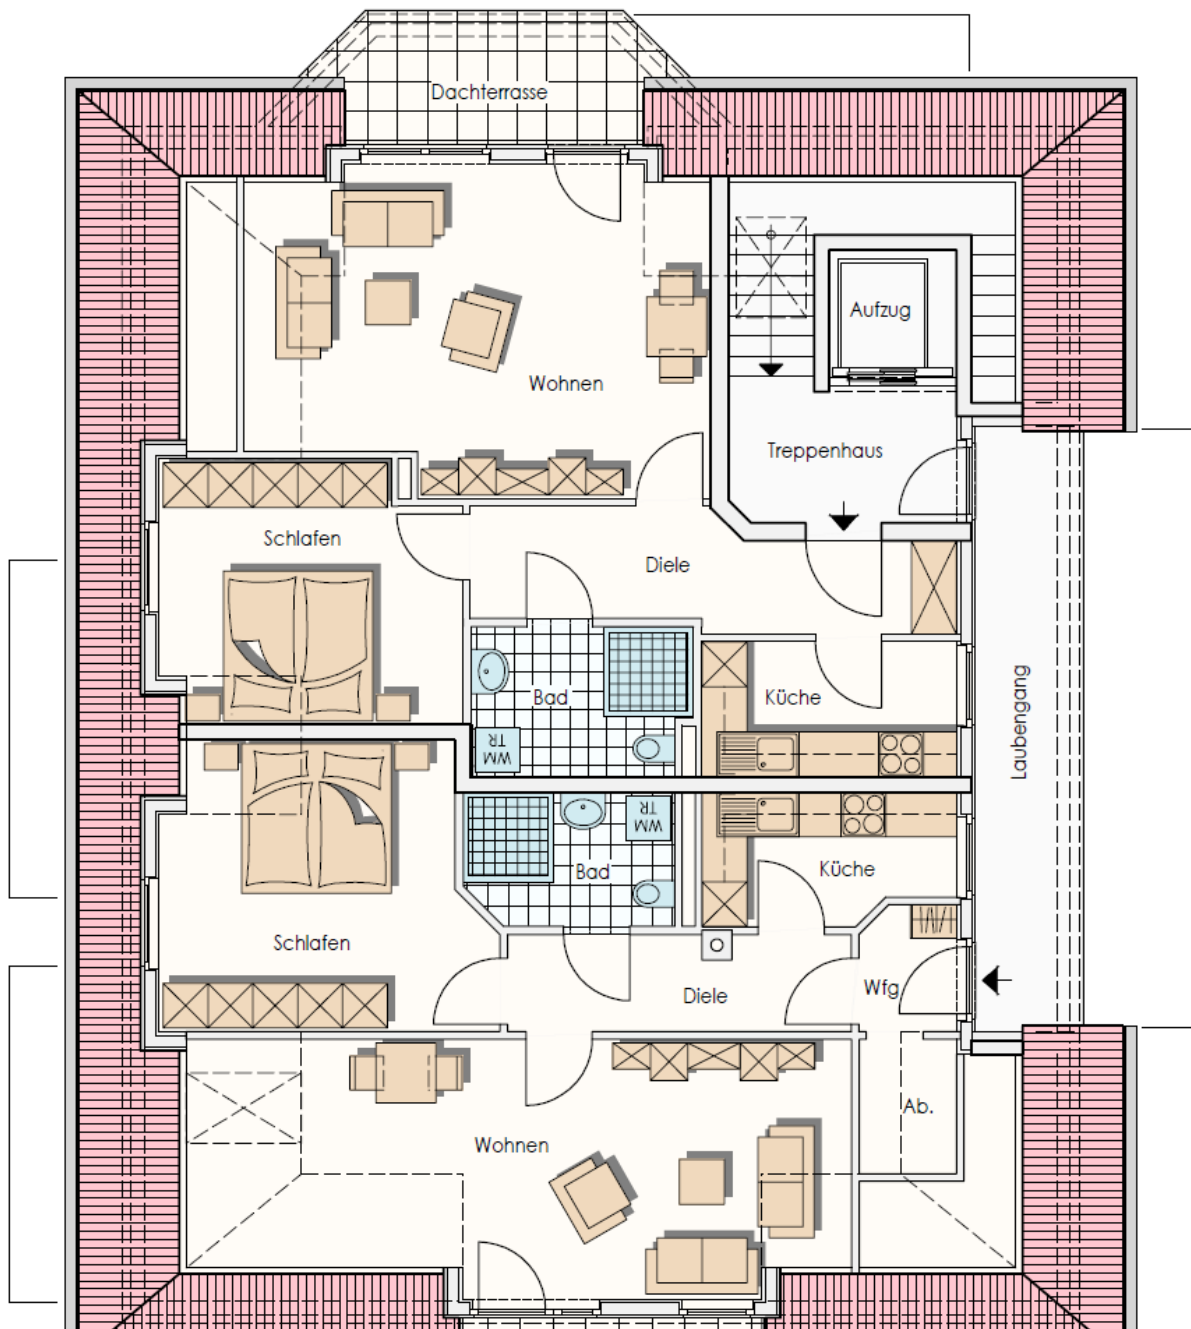 Dachterrasse
Aufzug
Wohnen
Treppenhaus
Schlafen
Diele
Bad
Küche
WM
TR
Laubengang
WM
TR
Bad
Küche
Schlafen
Diele
Wfg
Ab.
Wohnen